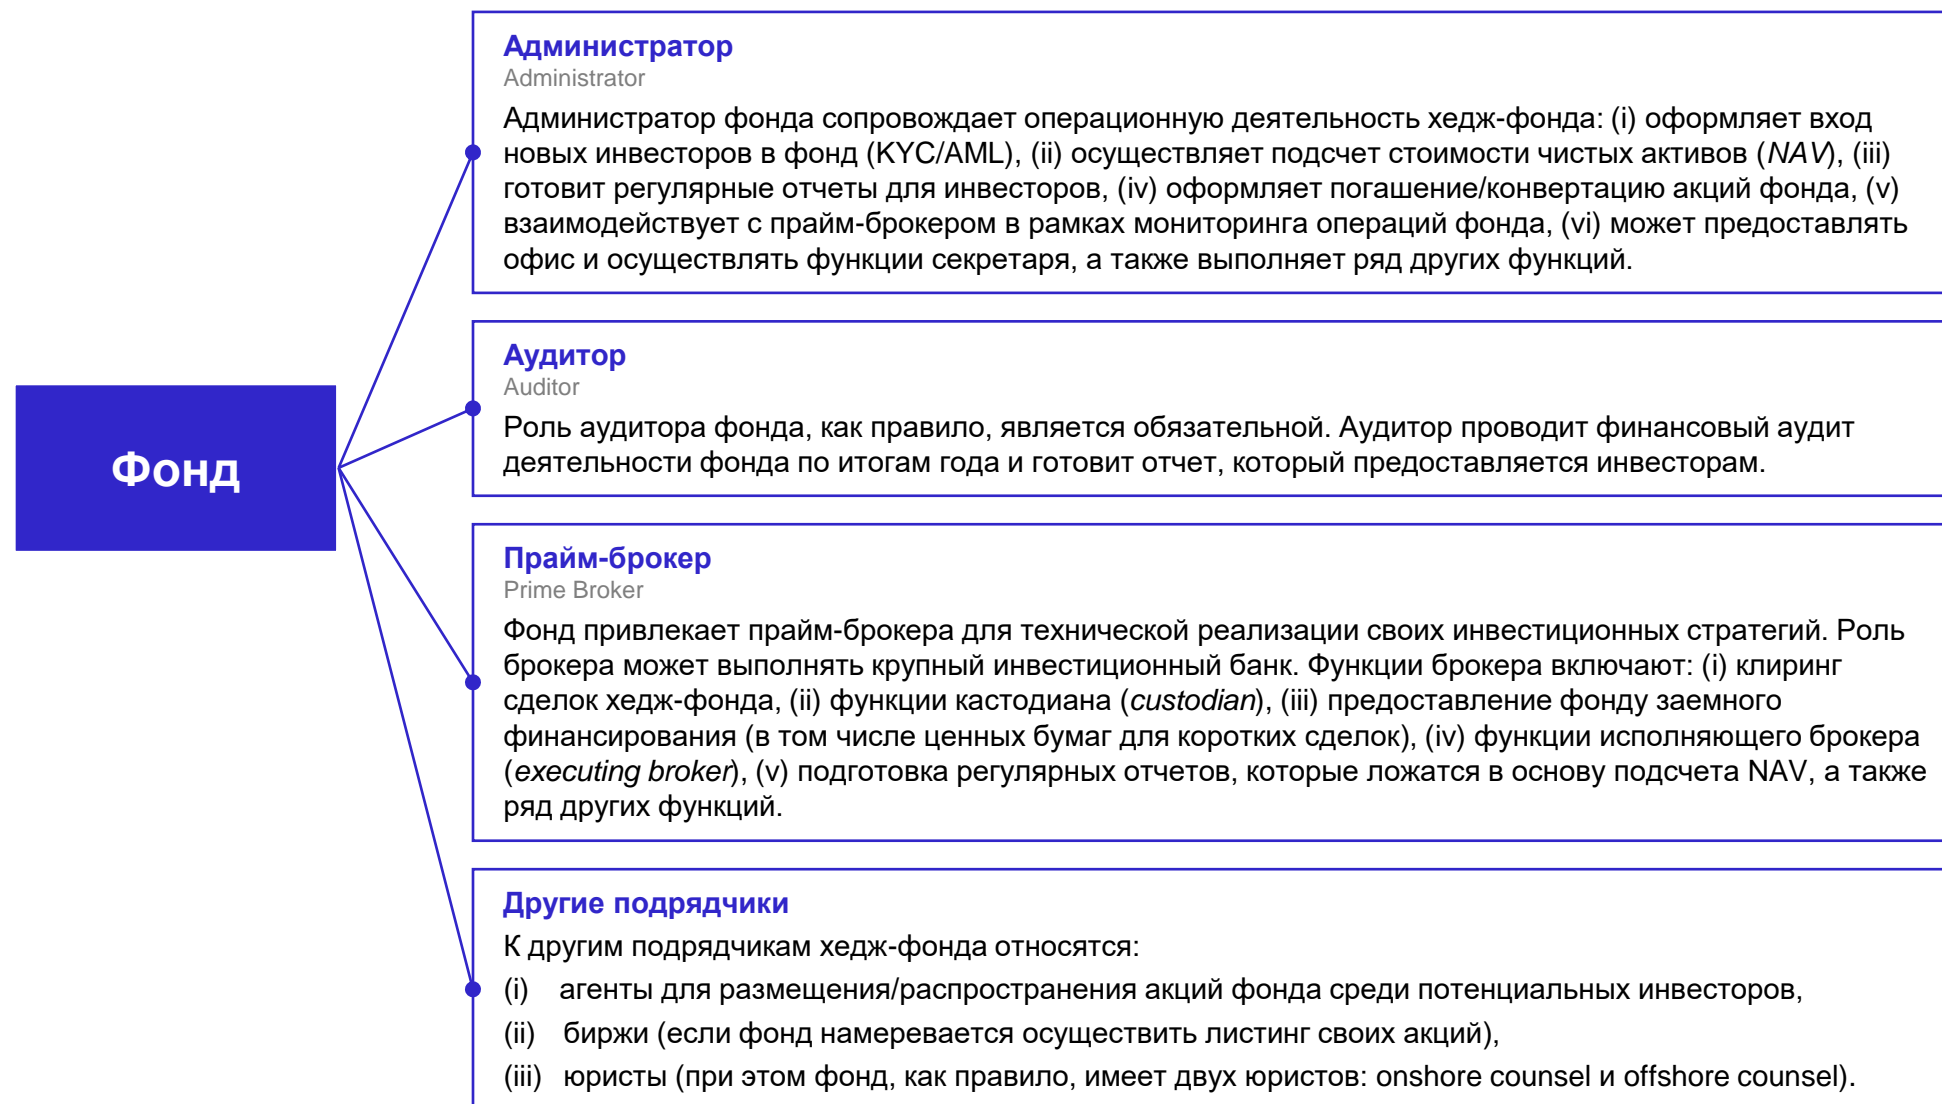 Администратор
Administrator
Администратор фонда сопровождает операционную деятельность хедж-фонда: (i) оформляет вход
новых инвесторов в фонд (KYC/AML), (ii) осуществляет подсчет стоимости чистых активов (NAV), (iii)
готовит регулярные отчеты для инвесторов, (iv) оформляет погашение/конвертацию акций фонда, (v)
взаимодействует с прайм-брокером в рамках мониторинга операций фонда, (vi) может предоставлять
офис и осуществлять функции секретаря, а также выполняет ряд других функций.
Аудитор
Auditor
Роль аудитора фонда, как правило, является обязательной. Аудитор проводит финансовый аудит
деятельности фонда по итогам года и готовит отчет, который предоставляется инвесторам.
Фонд
Прайм-брокер
Prime Broker
Фонд привлекает прайм-брокера для технической реализации своих инвестиционных стратегий. Роль
брокера может выполнять крупный инвестиционный банк. Функции брокера включают: (i) клиринг
сделок хедж-фонда, (ii) функции кастодиана (custodian), (iii) предоставление фонду заемного
финансирования (в том числе ценных бумаг для коротких сделок), (iv) функции исполняющего брокера
(executing broker), (v) подготовка регулярных отчетов, которые ложатся в основу подсчета NAV, а также
ряд других функций.
Другие подрядчики
К другим подрядчикам хедж-фонда относятся:
(i) агенты для размещения/распространения акций фонда среди потенциальных инвесторов,
(ii) биржи (если фонд намеревается осуществить листинг своих акций),
(iii) юристы (при этом фонд, как правило, имеет двух юристов: onshore counsel и offshore counsel).